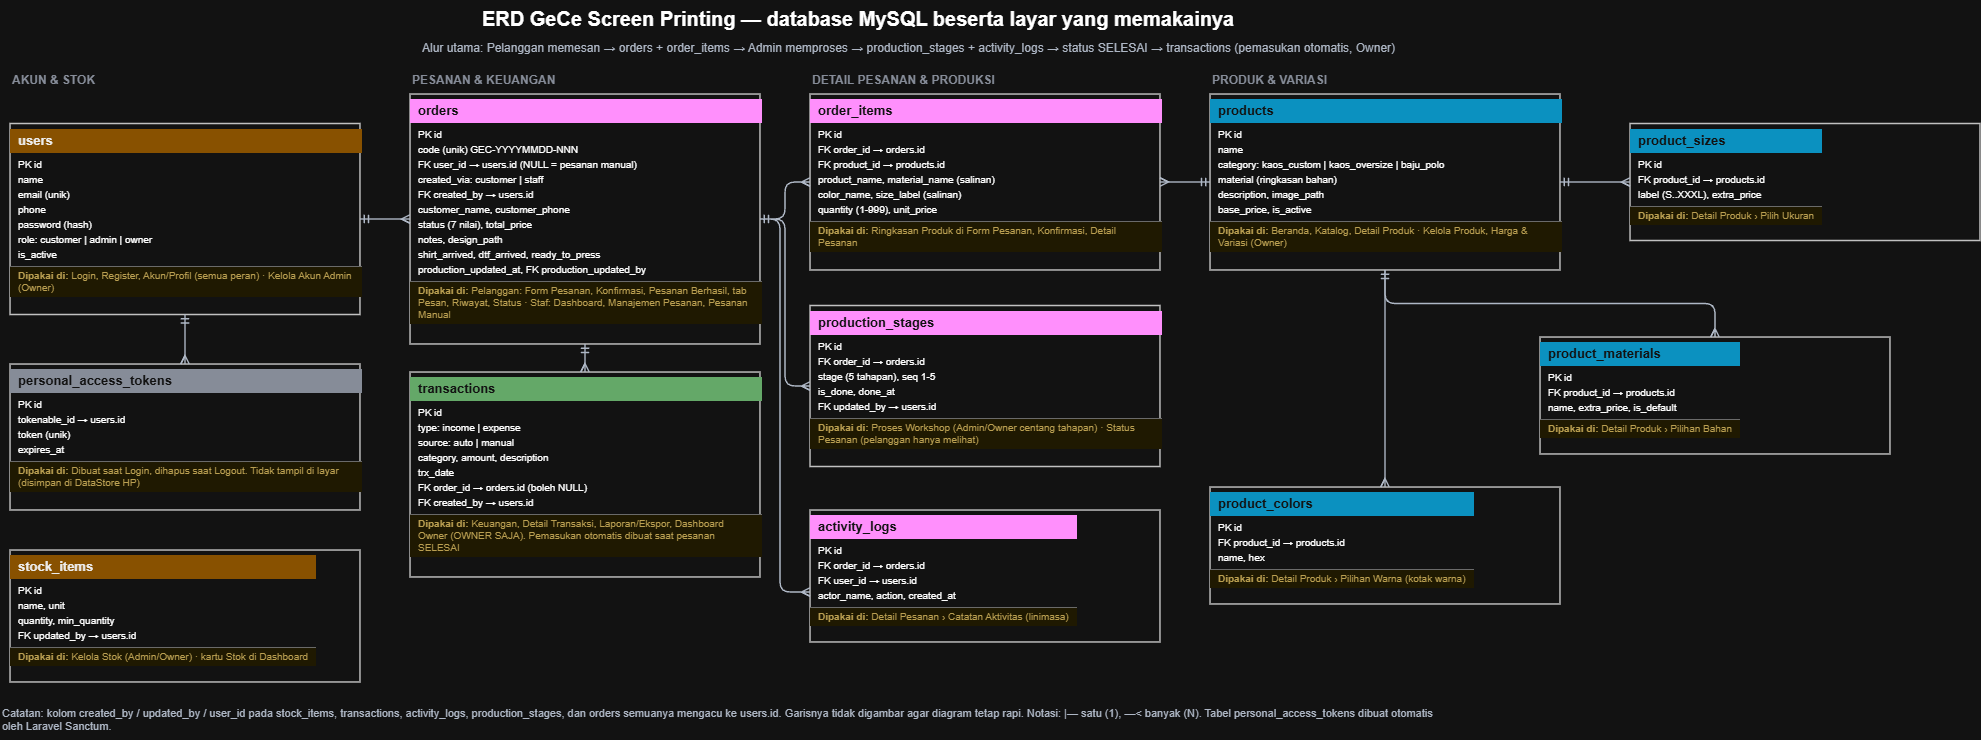 ERD GeCe Screen Printing — database MySQL beserta layar yang memakainya
Alur utama: Pelanggan memesan → orders + order_items → Admin memproses → production_stages + activity_logs → status SELESAI → transactions (pemasukan otomatis, Owner)
AKUN & STOK
users
PK id
name
email (unik)
phone
password (hash)
role: customer | admin | owner
is_active
Dipakai di: Login, Register, Akun/Profil (semua peran) · Kelola Akun Admin
(Owner)
personal_access_tokens
PK id
tokenable_id → users.id
token (unik)
expires_at
Dipakai di: Dibuat saat Login, dihapus saat Logout. Tidak tampil di layar
(disimpan di DataStore HP)
stock_items
PK id
name, unit
quantity, min_quantity
FK updated_by → users.id
Dipakai di: Kelola Stok (Admin/Owner) · kartu Stok di Dashboard
PESANAN & KEUANGAN
orders
PK id
code (unik) GEC-YYYYMMDD-NNN
FK user_id → users.id (NULL = pesanan manual)
created_via: customer | staff
FK created_by → users.id
customer_name, customer_phone
status (7 nilai), total_price
notes, design_path
shirt_arrived, dtf_arrived, ready_to_press
production_updated_at, FK production_updated_by
Dipakai di: Pelanggan: Form Pesanan, Konfirmasi, Pesanan Berhasil, tab
Pesan, Riwayat, Status · Staf: Dashboard, Manajemen Pesanan, Pesanan
Manual
transactions
PK id
type: income | expense
source: auto | manual
category, amount, description
trx_date
FK order_id → orders.id (boleh NULL)
FK created_by → users.id
Dipakai di: Keuangan, Detail Transaksi, Laporan/Ekspor, Dashboard
Owner (OWNER SAJA). Pemasukan otomatis dibuat saat pesanan
SELESAI
DETAIL PESANAN & PRODUKSI
order_items
PK id
FK order_id → orders.id
FK product_id → products.id
product_name, material_name (salinan)
color_name, size_label (salinan)
quantity (1-999), unit_price
Dipakai di: Ringkasan Produk di Form Pesanan, Konfirmasi, Detail
Pesanan
production_stages
PK id
FK order_id → orders.id
stage (5 tahapan), seq 1-5
is_done, done_at
FK updated_by → users.id
Dipakai di: Proses Workshop (Admin/Owner centang tahapan) · Status
Pesanan (pelanggan hanya melihat)
activity_logs
PK id
FK order_id → orders.id
FK user_id → users.id
actor_name, action, created_at
Dipakai di: Detail Pesanan › Catatan Aktivitas (linimasa)
PRODUK & VARIASI
products
PK id
name
category: kaos_custom | kaos_oversize | baju_polo
material (ringkasan bahan)
description, image_path
base_price, is_active
Dipakai di: Beranda, Katalog, Detail Produk · Kelola Produk, Harga &
Variasi (Owner)
product_sizes
PK id
FK product_id → products.id
label (S..XXXL), extra_price
Dipakai di: Detail Produk › Pilih Ukuran
product_materials
PK id
FK product_id → products.id
name, extra_price, is_default
Dipakai di: Detail Produk › Pilihan Bahan
product_colors
PK id
FK product_id → products.id
name, hex
Dipakai di: Detail Produk › Pilihan Warna (kotak warna)
Catatan: kolom created_by / updated_by / user_id pada stock_items, transactions, activity_logs, production_stages, dan orders semuanya mengacu ke users.id. Garisnya tidak digambar agar diagram tetap rapi. Notasi: |— satu (1), —< banyak (N). Tabel personal_access_tokens dibuat otomatis
oleh Laravel Sanctum.